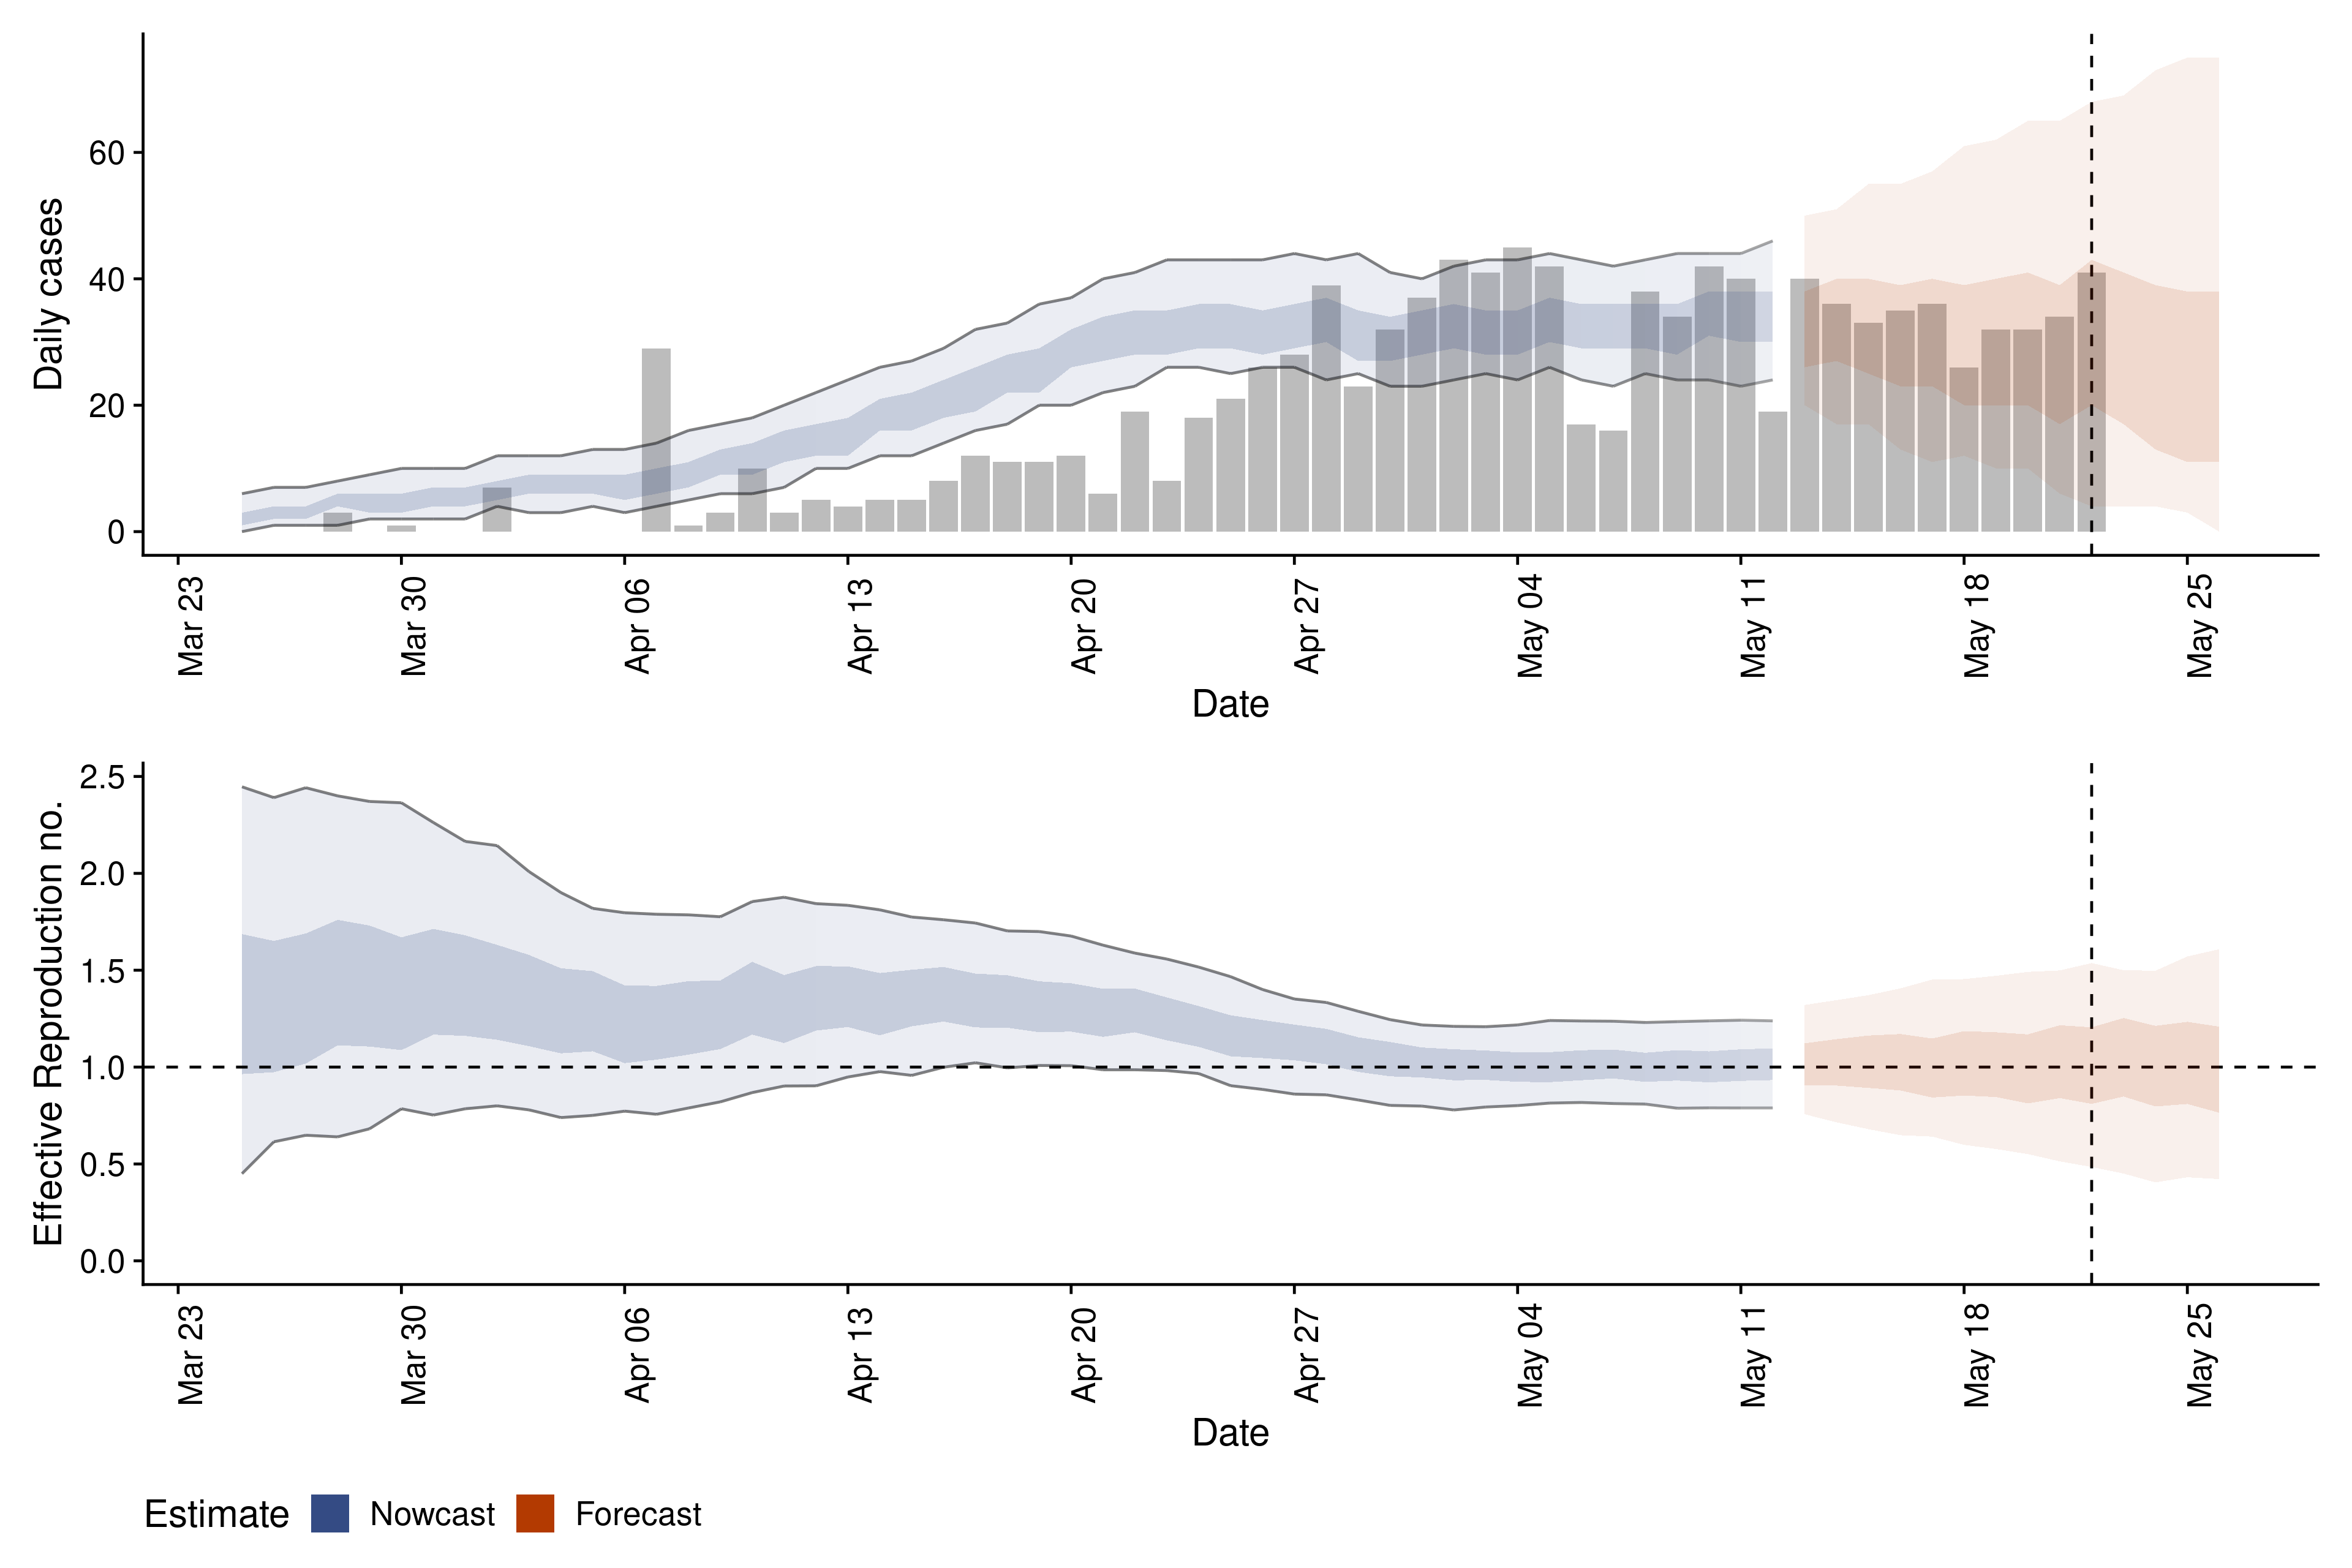 Daily cases
60
40
20
0
Mar 23
Mar 30
Apr 06
Apr 13
Apr 20
Apr 27
May 04
May 11
May 18
May 25
Date
Effective Reproduction no.
2.5
2.0
1.5
1.0
0.5
0.0
Mar 23
Mar 30
Apr 06
Apr 13
Apr 20
Apr 27
May 04
May 11
May 18
May 25
Date
Estimate Nowcast Forecast